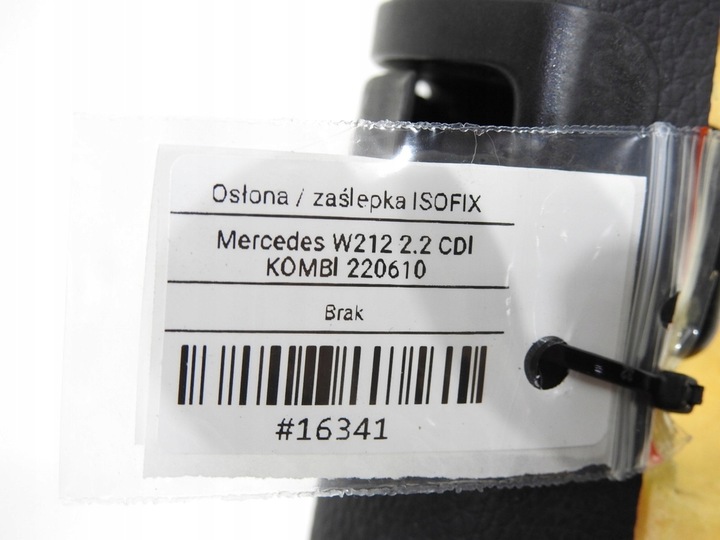 Osłona / zaślepka ISOFIX
Mercedes W212 2.2 CDI
KOMBI 220610
Brak
#16341